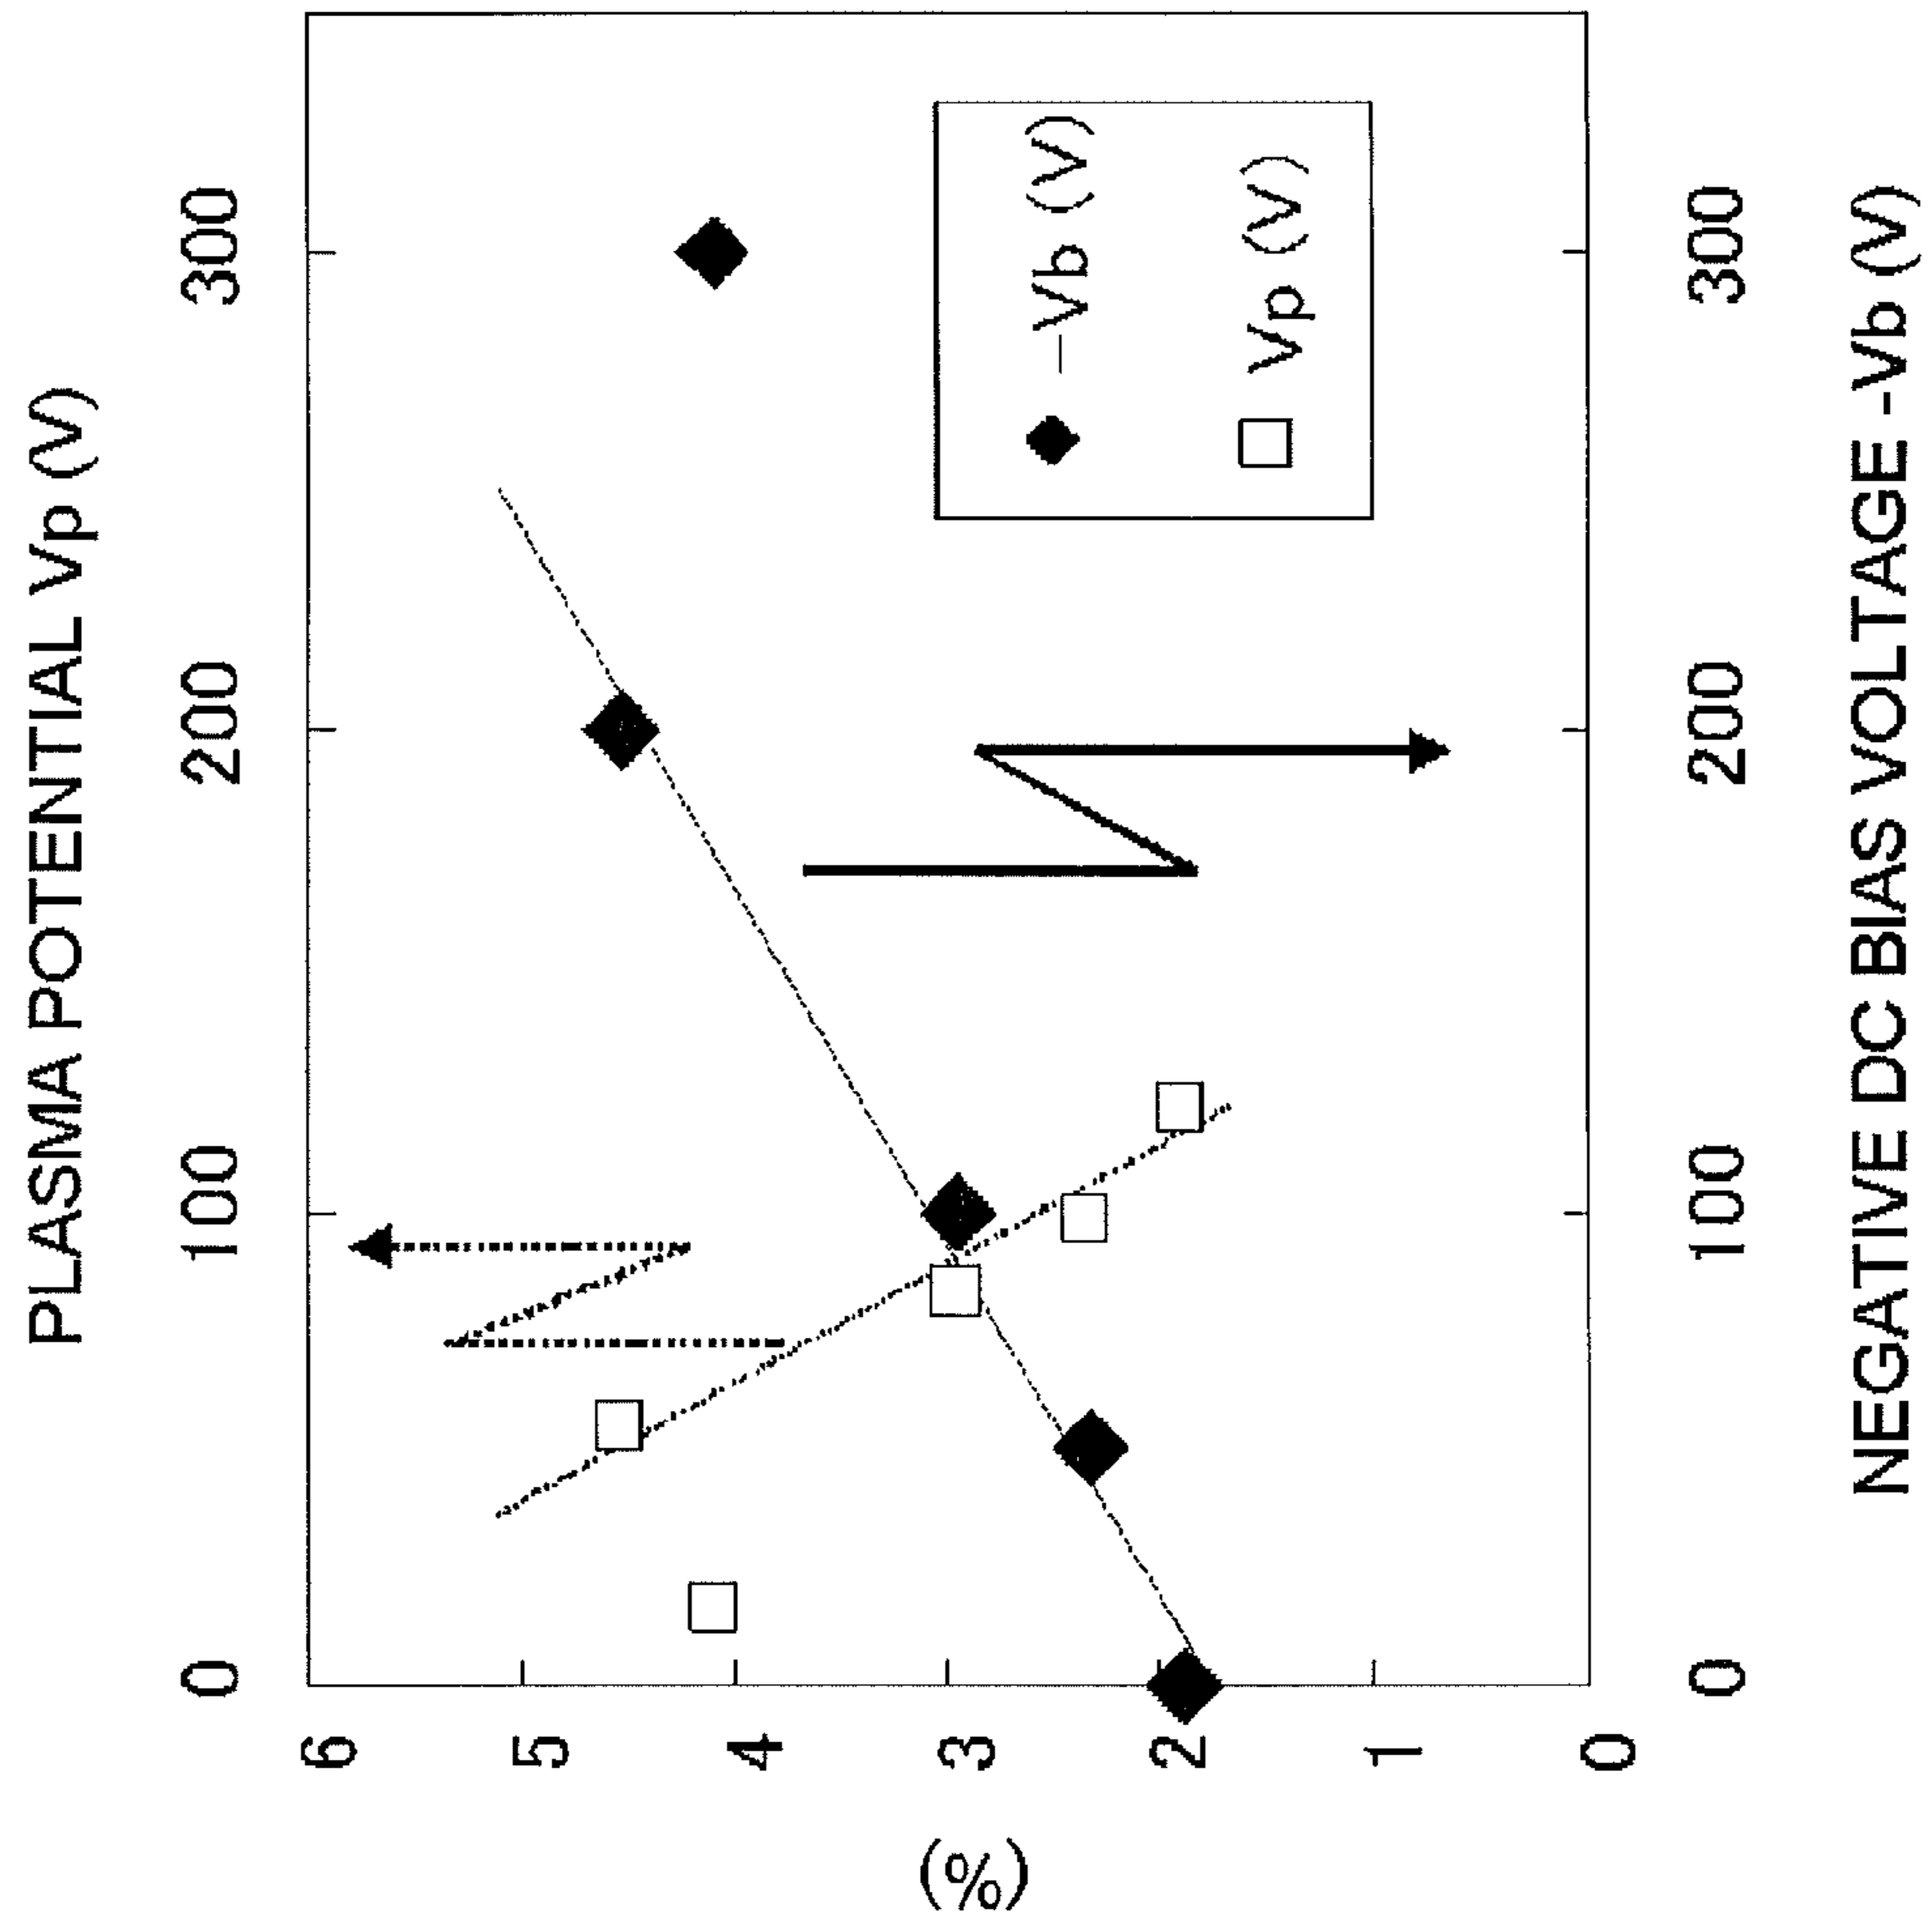 PLASMA POTENTIAL Vp (V)
0 100 200 300
6
5
4
3
2
1
0
(%)
−Vb (V)
Vp (V)
0 100 200 300
NEGATIVE DC BIAS VOLTAGE -Vb (V)